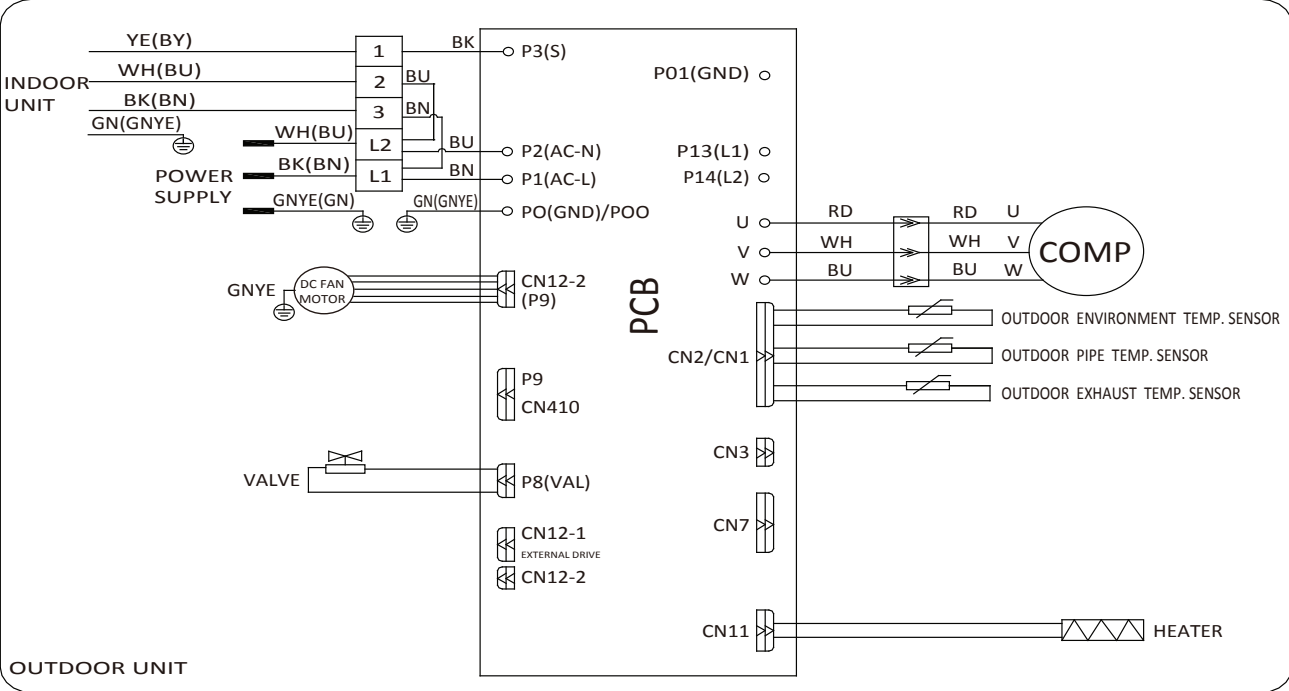 YE(BY)
1
BK
P3(S)
WH(BU)
2
BU
P01(GND)
INDOOR
UNIT
BK(BN)
3
BN
GN(GNYE)
WH(BU)
L2
BU
P2(AC-N)
P13(L1)
BK(BN)
L1
BN
P1(AC-L)
P14(L2)
POWER
SUPPLY
GNYE(GN)
GN(GNYE)
PO(GND)/POO
U
RD
RD
U
V
WH
WH
V
COMP
W
BU
BU
W
GNYE
DC FAN
MOTOR
CN12-2
(P9)
PCB
OUTDOOR ENVIRONMENT TEMP. SENSOR
CN2/CN1
OUTDOOR PIPE TEMP. SENSOR
OUTDOOR EXHAUST TEMP. SENSOR
P9
CN410
CN3
VALVE
P8(VAL)
CN7
CN12-1
EXTERNAL DRIVE
CN12-2
CN11
HEATER
OUTDOOR UNIT